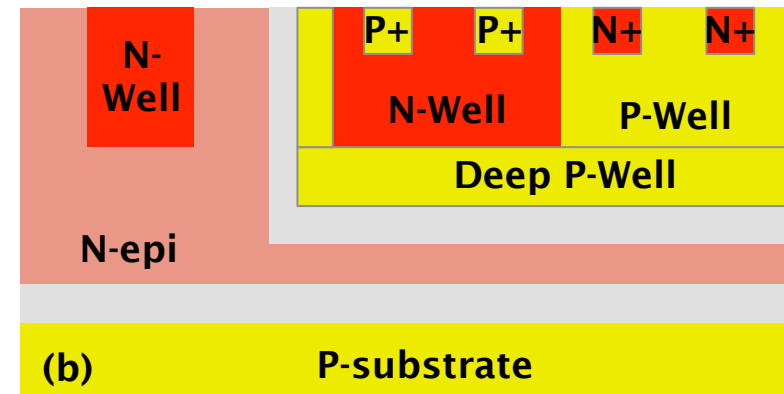 P+ P+ N+ N+
N-
Well
N-Well
P-Well
Deep P-Well
N-epi
(b)
P-substrate